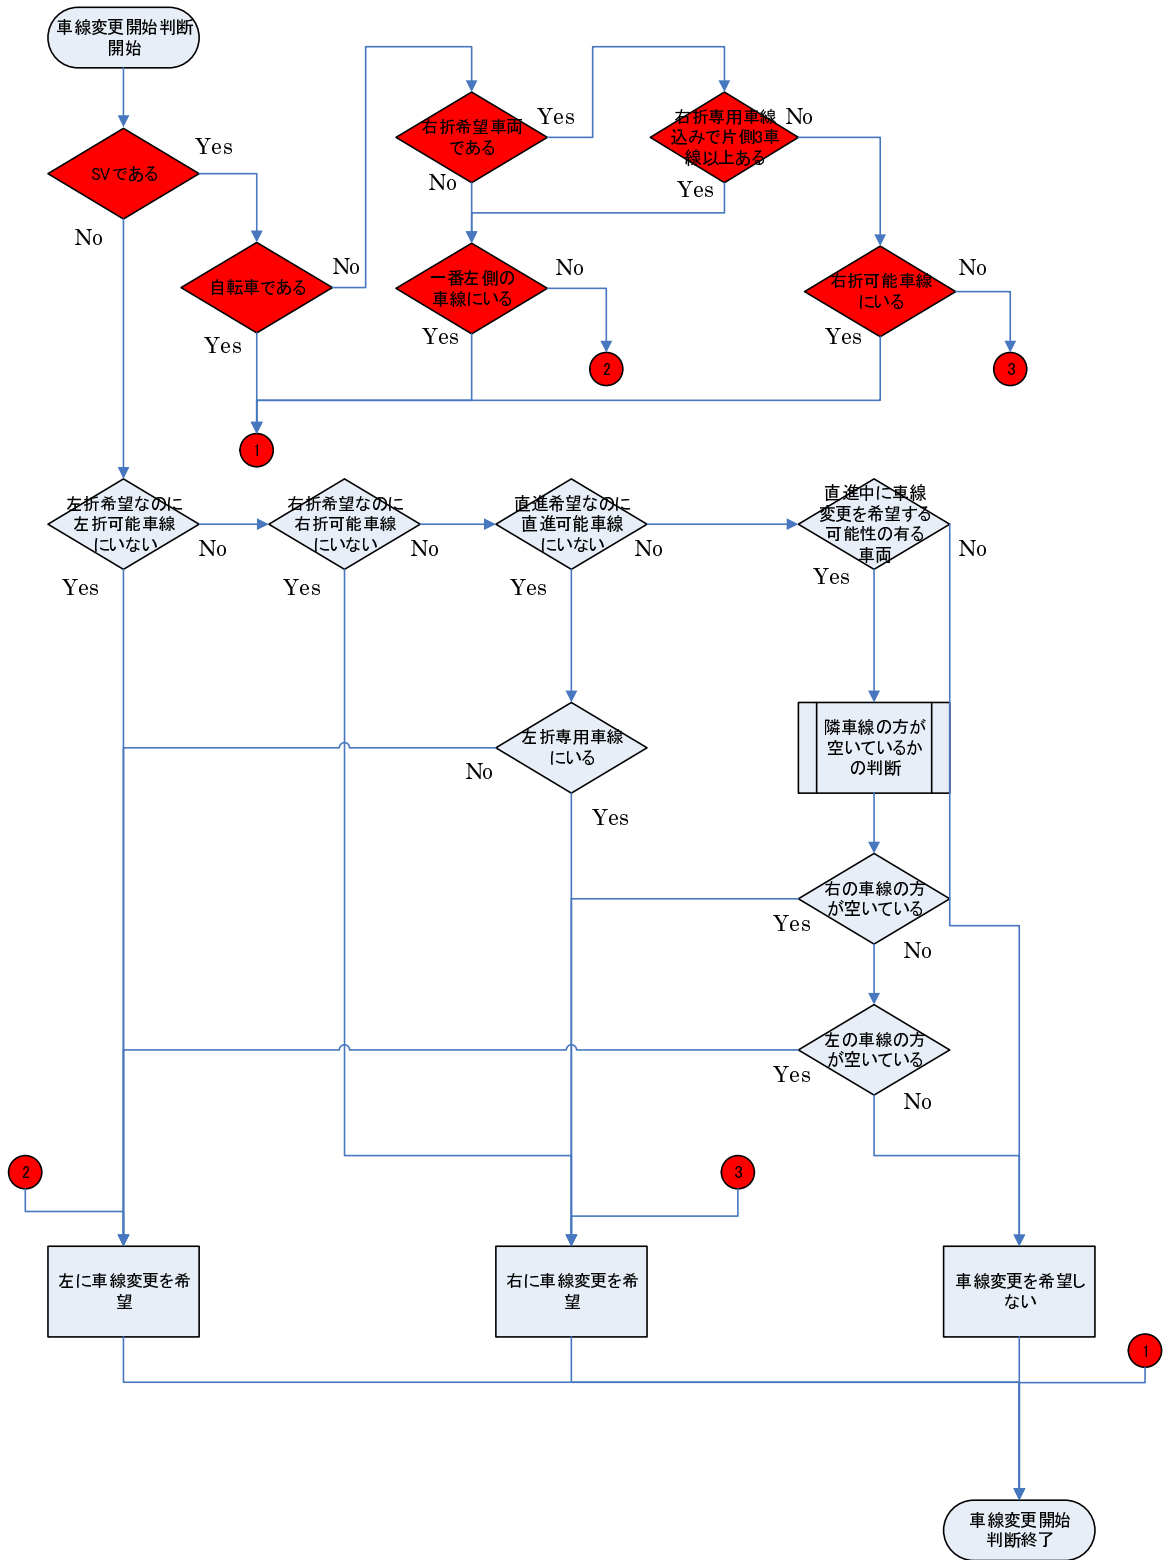 車線変更開始判断
開始
SVである
Yes
No
自転車である
No
Yes
右折希望車両
である
Yes
No
右折専用車線
込みで片側3車
線以上ある
No
Yes
一番左側の
車線にいる
No
Yes
2
右折可能車線
にいる
No
Yes
3
1
左折希望なのに
左折可能車線
にいない
No
Yes
右折希望なのに
右折可能車線
にいない
No
Yes
直進希望なのに
直進可能車線
にいない
No
Yes
直進中に車線
変更を希望する
可能性の有る
車両
No
Yes
左折専用車線
にいる
No
Yes
隣車線の方が
空いているか
の判断
右の車線の方
が空いている
Yes
No
左の車線の方
が空いている
Yes
No
2
3
左に車線変更を希
望
右に車線変更を希
望
車線変更を希望し
ない
1
車線変更開始
判断終了